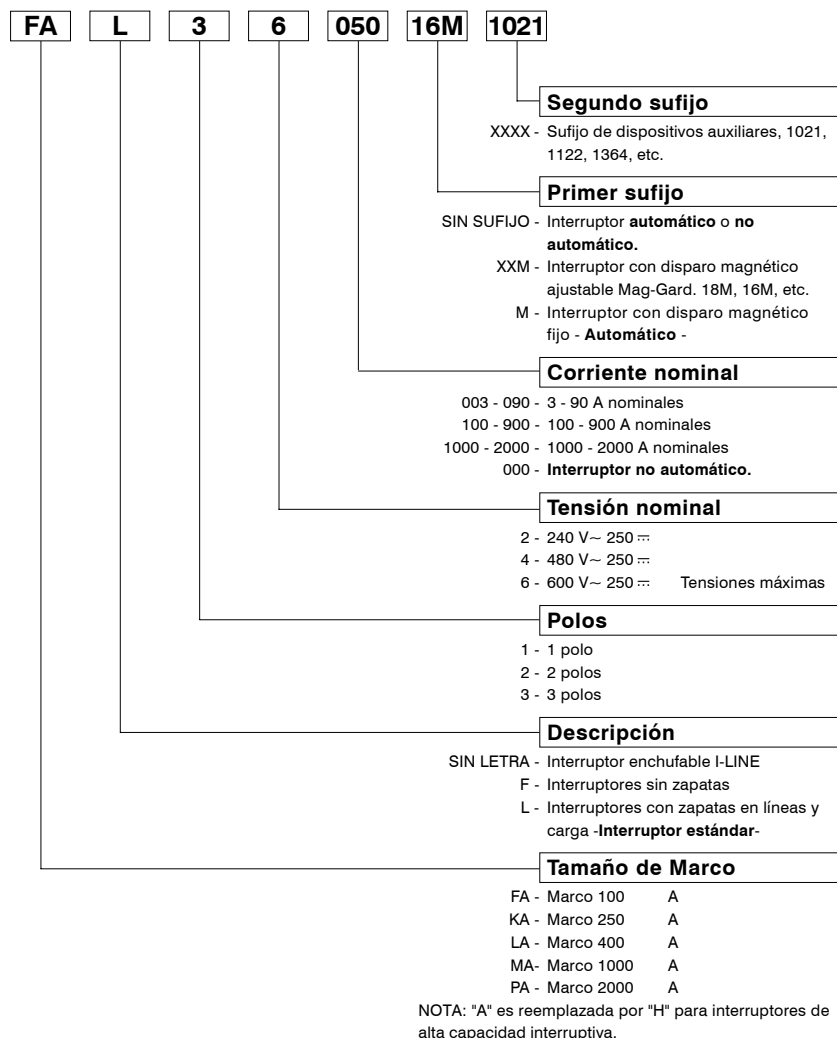 FA L 3 6 050 16M 1021
Segundo sufijo
XXXX - Sufijo de dispositivos auxiliares, 1021,
1122, 1364, etc.
Primer sufijo
SIN SUFIJO - Interruptor automático o no
automático.
XXM - Interruptor con disparo magnético
ajustable Mag-Gard. 18M, 16M, etc.
M - Interruptor con disparo magnético
fijo - Automático -
Corriente nominal
003 - 090 - 3 - 90 A nominales
100 - 900 - 100 - 900 A nominales
1000 - 2000 - 1000 - 2000 A nominales
000 - Interruptor no automático.
Tensión nominal
2 - 240 V~ 250 ⎓
4 - 480 V~ 250 ⎓
6 - 600 V~ 250 ⎓ Tensiones máximas
Polos
1 - 1 polo
2 - 2 polos
3 - 3 polos
Descripción
SIN LETRA - Interruptor enchufable I-LINE
F - Interruptores sin zapatas
L - Interruptores con zapatas en líneas y
carga -Interruptor estándar-
Tamaño de Marco
FA - Marco 100 A
KA - Marco 250 A
LA - Marco 400 A
MA- Marco 1000 A
PA - Marco 2000 A
NOTA: "A" es reemplazada por "H" para interruptores de
alta capacidad interruptiva.